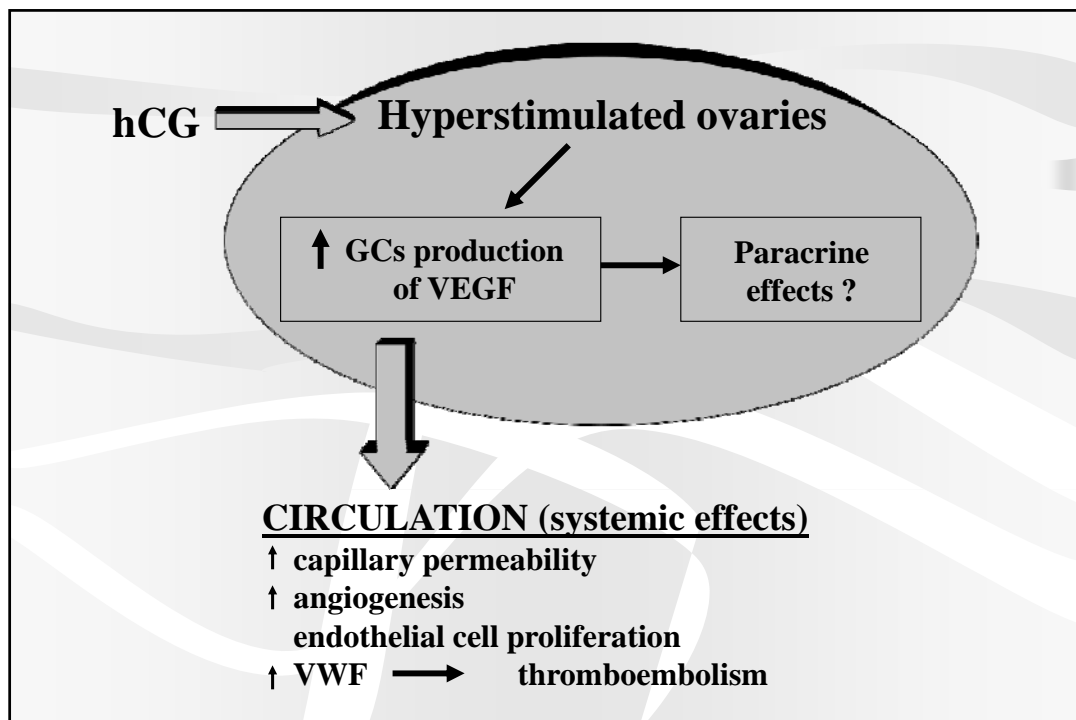 hCG
Hyperstimulated ovaries
GCs production
of VEGF
Paracrine
effects ?
CIRCULATION (systemic effects)
capillary permeability
angiogenesis
endothelial cell proliferation
VWF
thromboembolism